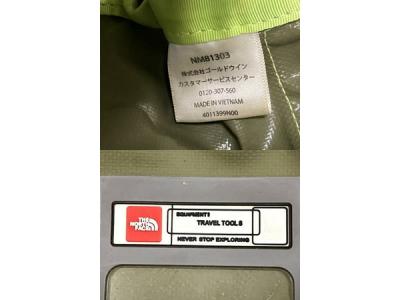 NM81303
株式会社ゴールドウイン
カスタマーサービスセンター
0120-307-560
MADE IN VIETNAM
4011399N00
THE
NORTH
FACE
EQUIPMENT&
TRAVEL TOOLS
NEVER STOP EXPLORING